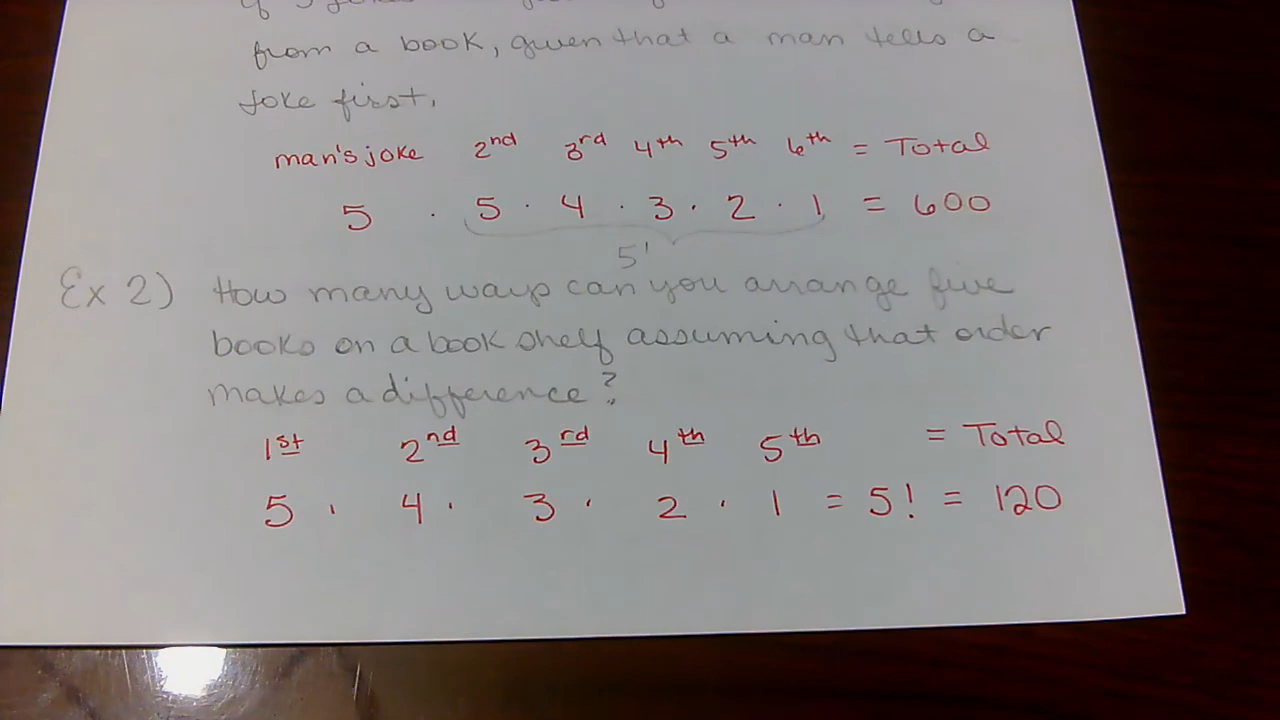 from a book, given that a man tells a
joke first.
man's joke 2nd 3rd 4th 5th 6th = Total
5 · 5 · 4 · 3 · 2 · 1 = 600
5!
Ex 2) How many ways can you arrange five
books on a book shelf assuming that order
makes a difference?
1st 2nd 3rd 4th 5th = Total
5 · 4 · 3 · 2 · 1 = 5! = 120